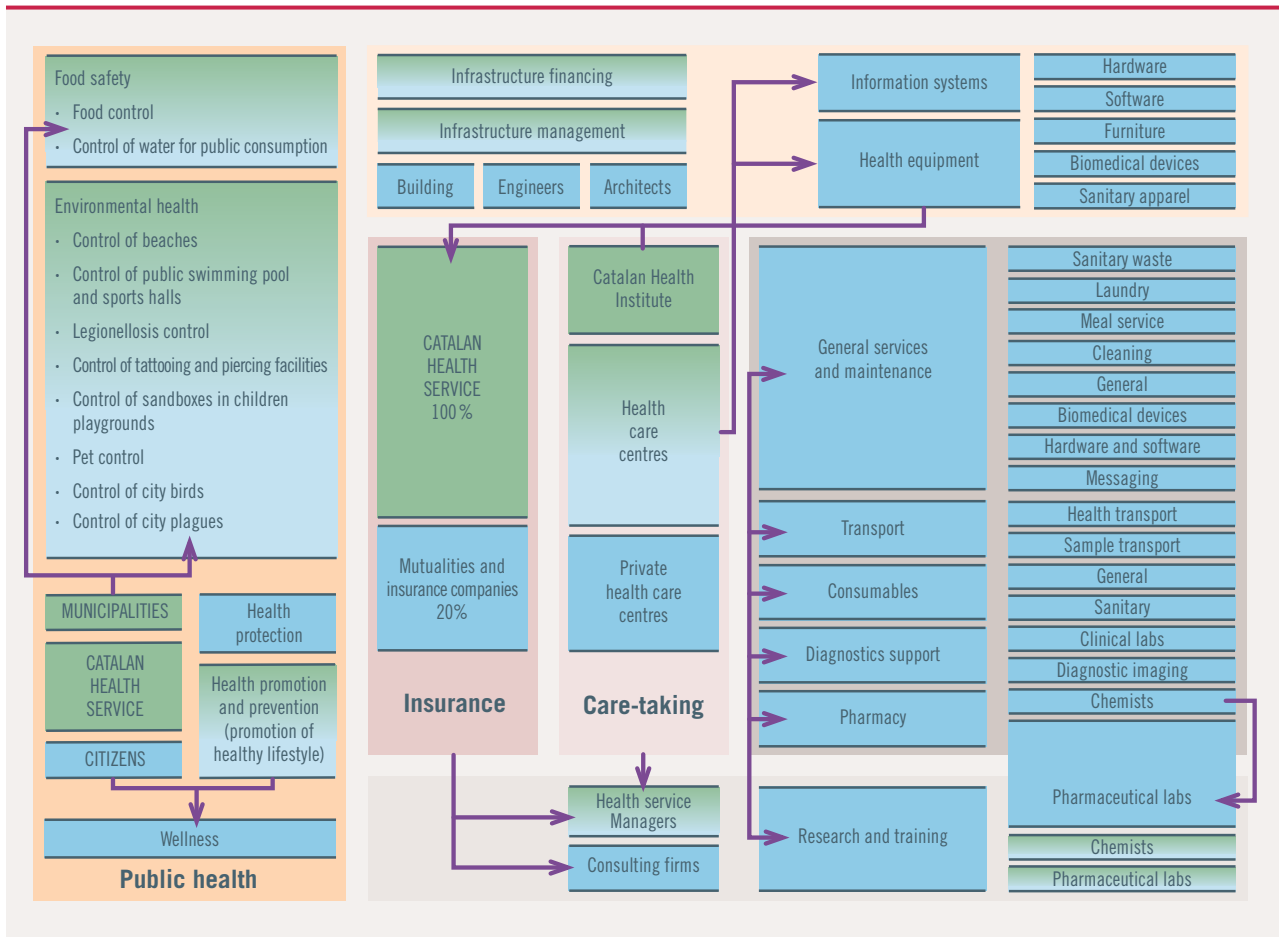 Food safety
· Food control
· Control of water for public consumption
Environmental health
· Control of beaches
· Control of public swimming pool
and sports halls
· Legionellosis control
· Control of tattooing and piercing facilities
· Control of sandboxes in children
playgrounds
· Pet control
· Control of city birds
· Control of city plagues
MUNICIPALITIES
CATALAN
HEALTH
SERVICE
CITIZENS
Health
protection
Health promotion
and prevention
(promotion of
healthy lifestyle)
Wellness
Public health
Infrastructure financing
Infrastructure management
Building
Engineers
Architects
Information systems
Health equipment
Hardware
Software
Furniture
Biomedical devices
Sanitary apparel
CATALAN
HEALTH
SERVICE
100 %
Mutualities and
insurance companies
20%
Insurance
Catalan Health
Institute
Health
care
centres
Private
health care
centres
Care-taking
Health service
Managers
Consulting firms
General services
and maintenance
Transport
Consumables
Diagnostics support
Pharmacy
Research and training
Sanitary waste
Laundry
Meal service
Cleaning
General
Biomedical devices
Hardware and software
Messaging
Health transport
Sample transport
General
Sanitary
Clinical labs
Diagnostic imaging
Chemists
Pharmaceutical labs
Chemists
Pharmaceutical labs